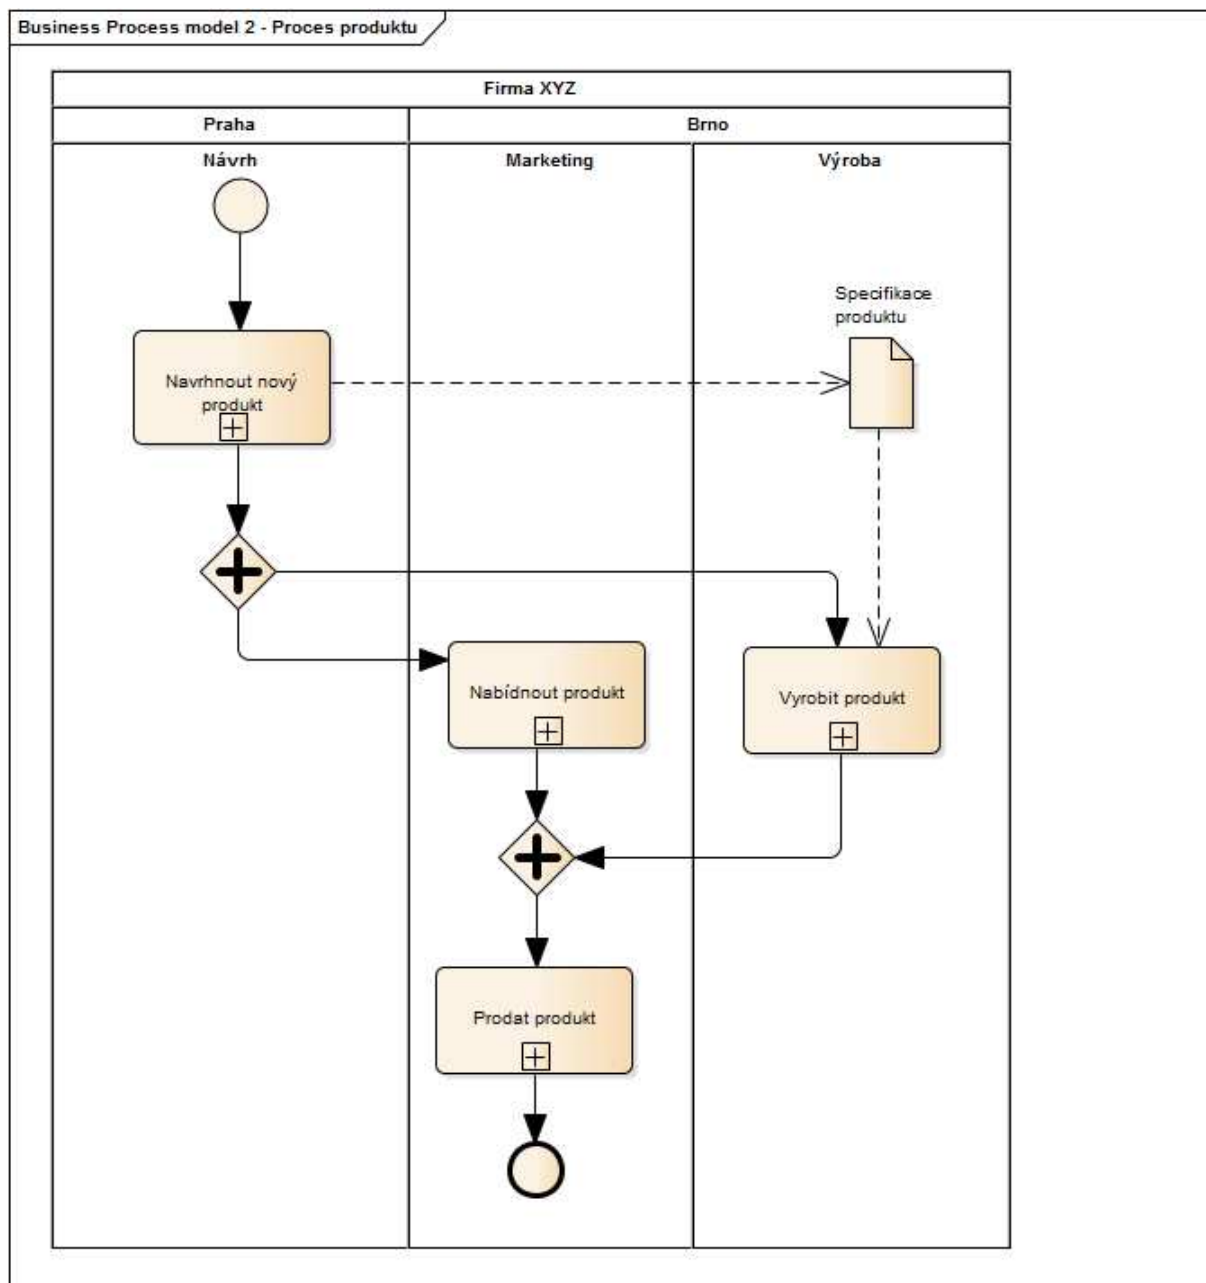 Business Process model 2 - Proces produktu
Firma XYZ
Praha
Brno
Návrh
Marketing
Výroba
Specifikace
produktu
Navrhnout nový
produkt
Nabídnout produkt
Vyrobit produkt
Prodat produkt